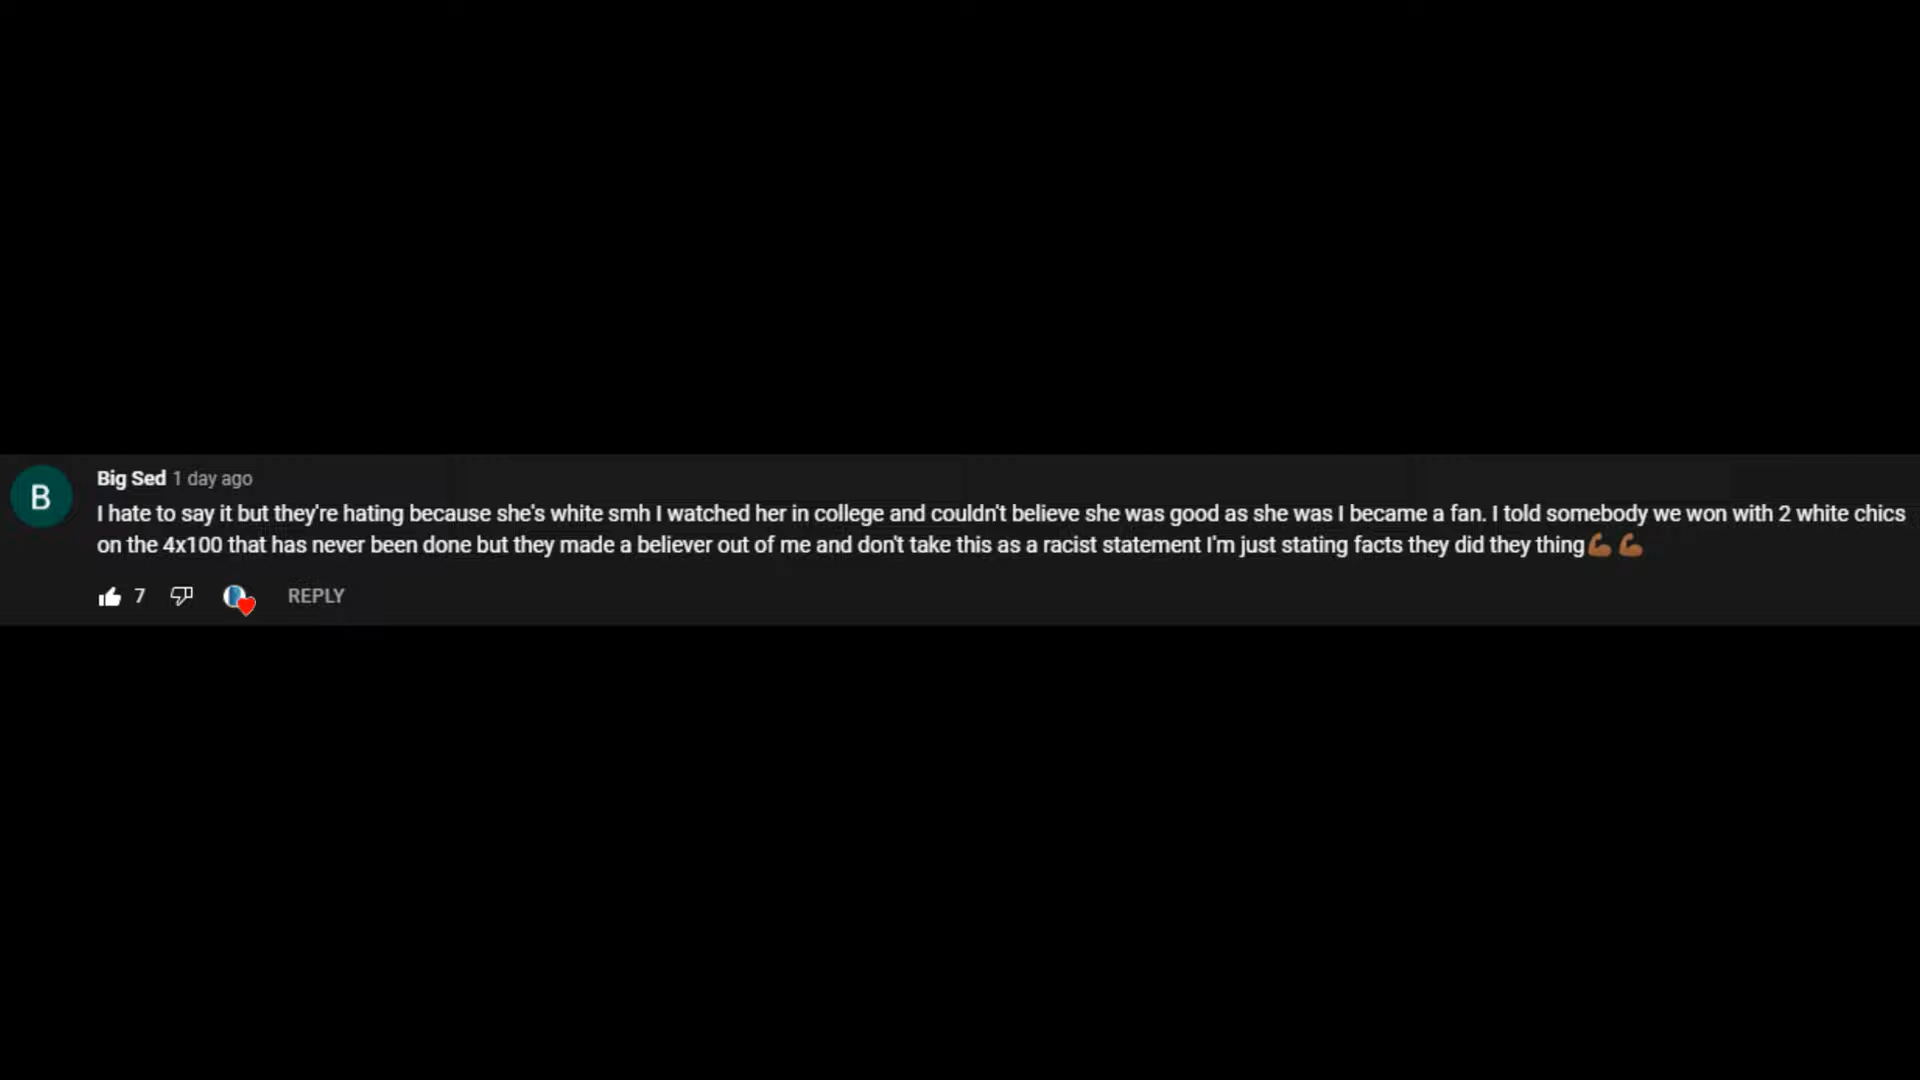 B
Big Sed 1 day ago
I hate to say it but they're hating because she's white smh I watched her in college and couldn't believe she was good as she was I became a fan. I told somebody we won with 2 white chics
on the 4x100 that has never been done but they made a believer out of me and don't take this as a racist statement I'm just stating facts they did they thing💪🏾💪🏾
7 REPLY